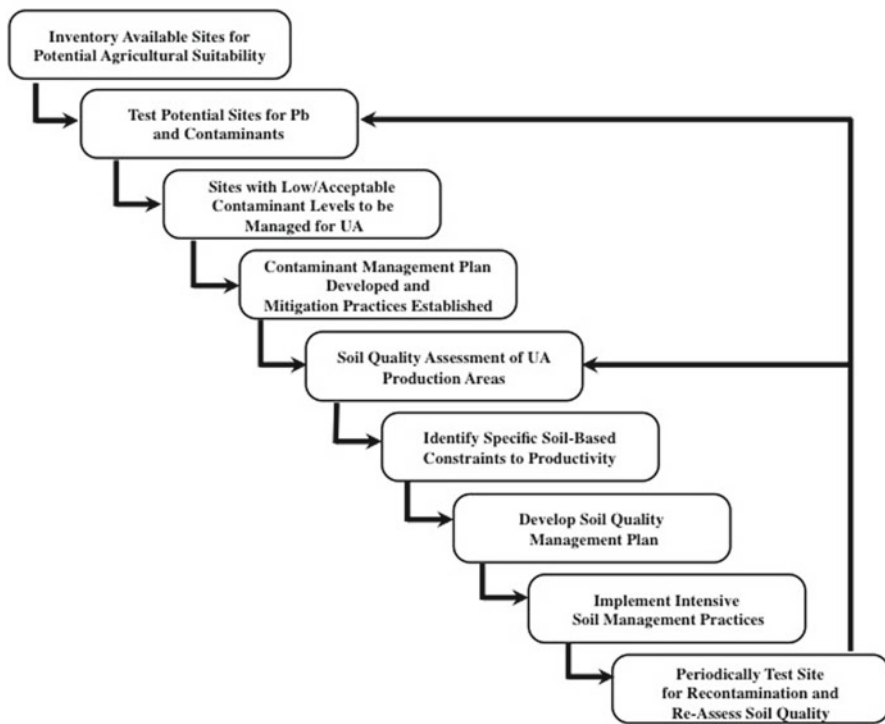 Inventory Available Sites for
Potential Agricultural Suitability
Test Potential Sites for Pb
and Contaminants
Sites with Low/Acceptable
Contaminant Levels to be
Managed for UA
Contaminant Management Plan
Developed and
Mitigation Practices Established
Soil Quality Assessment of UA
Production Areas
Identify Specific Soil-Based
Constraints to Productivity
Develop Soil Quality
Management Plan
Implement Intensive
Soil Management Practices
Periodically Test Site
for Recontamination and
Re-Assess Soil Quality